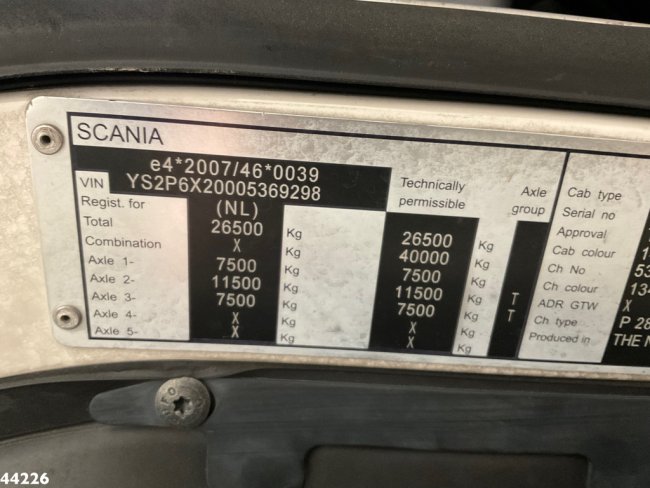 SCANIA
e4*2007/46*0039
VIN YS2P6X20005369298
Regist. for (NL) Technically permissible Axle group
Total 26500 Kg 26500 Kg
Combination X Kg 40000 Kg
Axle 1- 7500 Kg 7500 Kg
Axle 2- 11500 Kg 11500 Kg T
Axle 3- 7500 Kg 7500 Kg T
Axle 4- X Kg X Kg
Axle 5- X Kg X Kg
Cab type
Serial no
Approval
Cab colour 1
Ch No 53
Ch colour 134
ADR GTW X
Ch type P 28
Produced in THE
44226